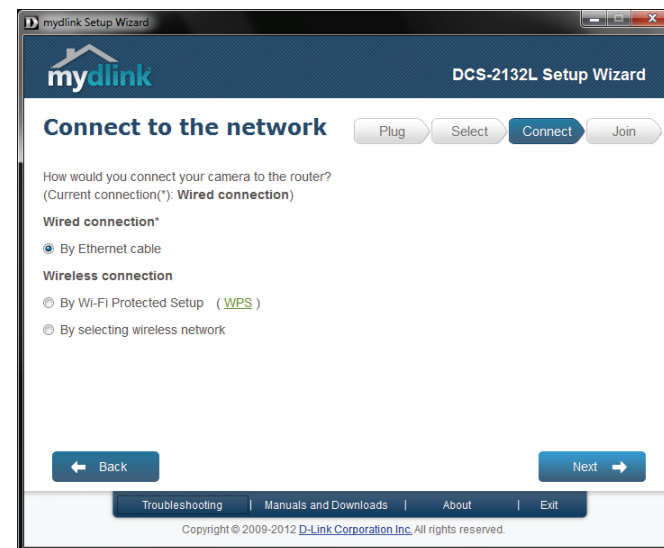 mydlink Setup Wizard
mydlink
DCS-2132L Setup Wizard
Connect to the network
Plug
Select
Connect
Join
How would you connect your camera to the router?
(Current connection(*): Wired connection)
Wired connection*
By Ethernet cable
Wireless connection
By Wi-Fi Protected Setup ( WPS )
By selecting wireless network
Back
Next
Troubleshooting | Manuals and Downloads | About | Exit
Copyright © 2009-2012 D-Link Corporation Inc. All rights reserved.